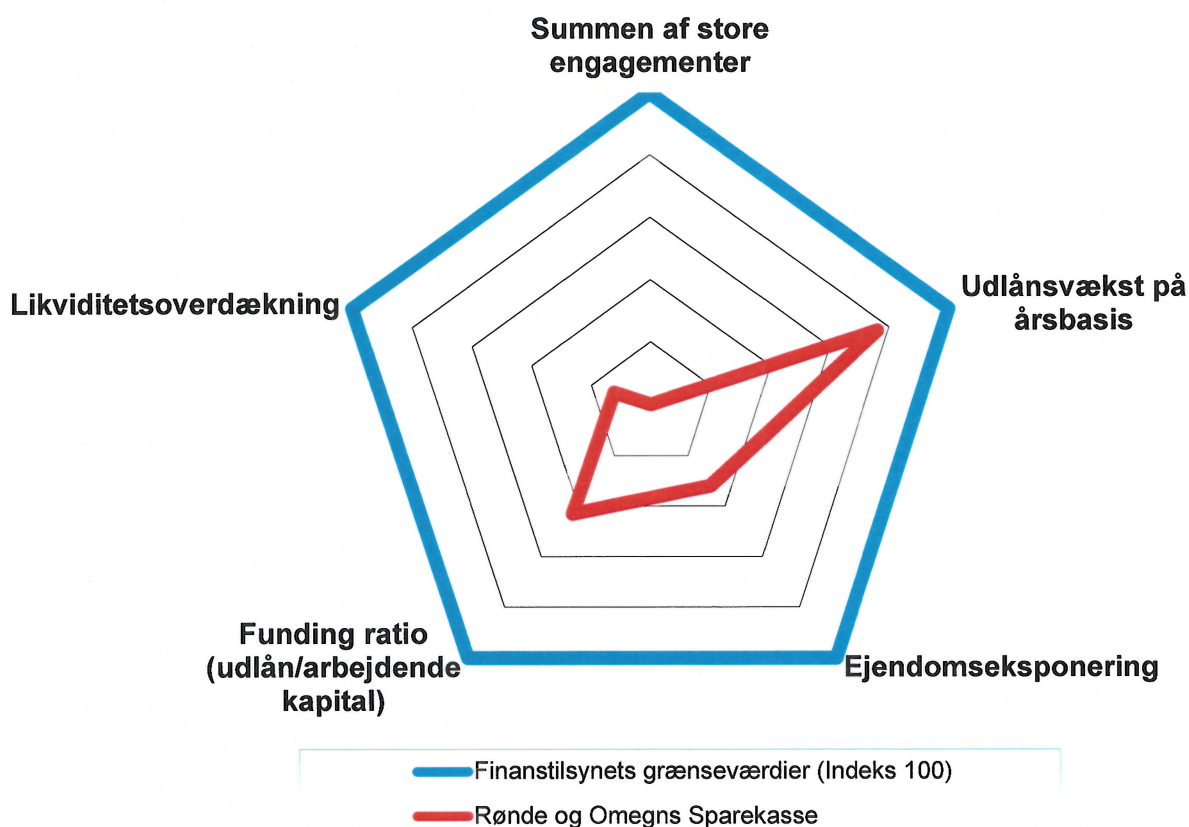 Summen af store
engagementer
Udlånsvækst på
årsbasis
Likviditetsoverdækning
Funding ratio
(udlån/arbejdende
kapital)
Ejendomseksponering
Finanstilsynets grænseværdier (Indeks 100)
Rønde og Omegns Sparekasse